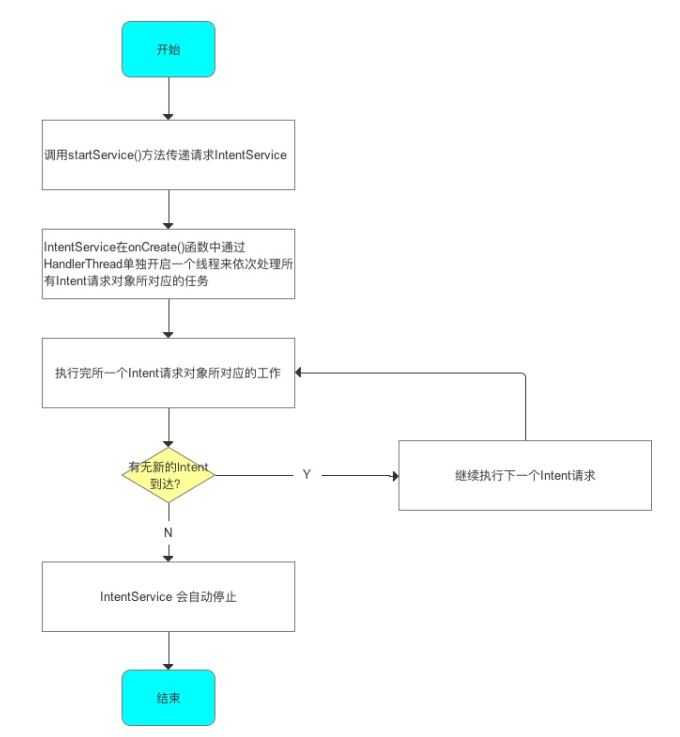 开始
调用startService()方法传递请求IntentService
IntentService在onCreate()函数中通过
HandlerThread单独开启一个线程来依次处理所
有Intent请求对象所对应的任务
执行完所一个Intent请求对象所对应的工作
有无新的Intent
到达?
Y
继续执行下一个Intent请求
N
IntentService 会自动停止
结束